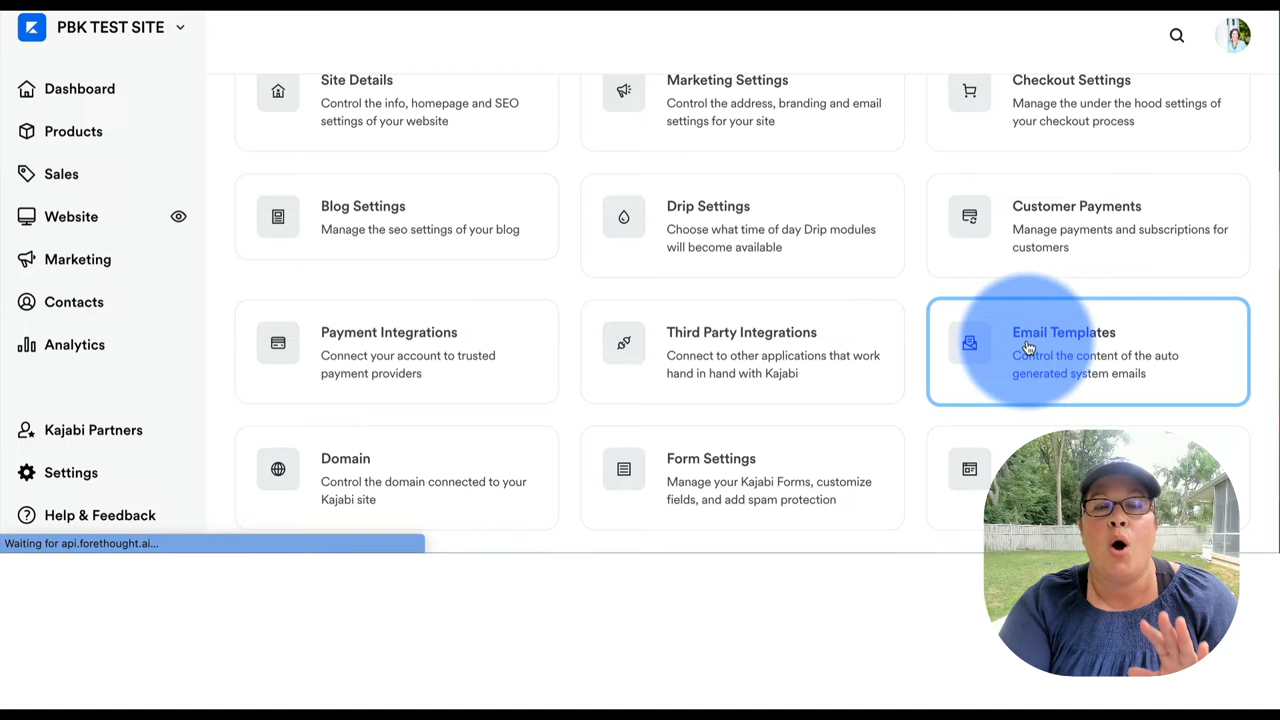 PBK TEST SITE
Dashboard
Products
Sales
Website
Marketing
Contacts
Analytics
Kajabi Partners
Settings
Help & Feedback
Waiting for api.forethought.ai...
Site Details
Control the info, homepage and SEO
settings of your website
Marketing Settings
Control the address, branding and email
settings for your site
Checkout Settings
Manage the under the hood settings of
your checkout process
Blog Settings
Manage the seo settings of your blog
Drip Settings
Choose what time of day Drip modules
will become available
Customer Payments
Manage payments and subscriptions for
customers
Payment Integrations
Connect your account to trusted
payment providers
Third Party Integrations
Connect to other applications that work
hand in hand with Kajabi
Email Templates
Control the content of the auto
generated system emails
Domain
Control the domain connected to your
Kajabi site
Form Settings
Manage your Kajabi Forms, customize
fields, and add spam protection